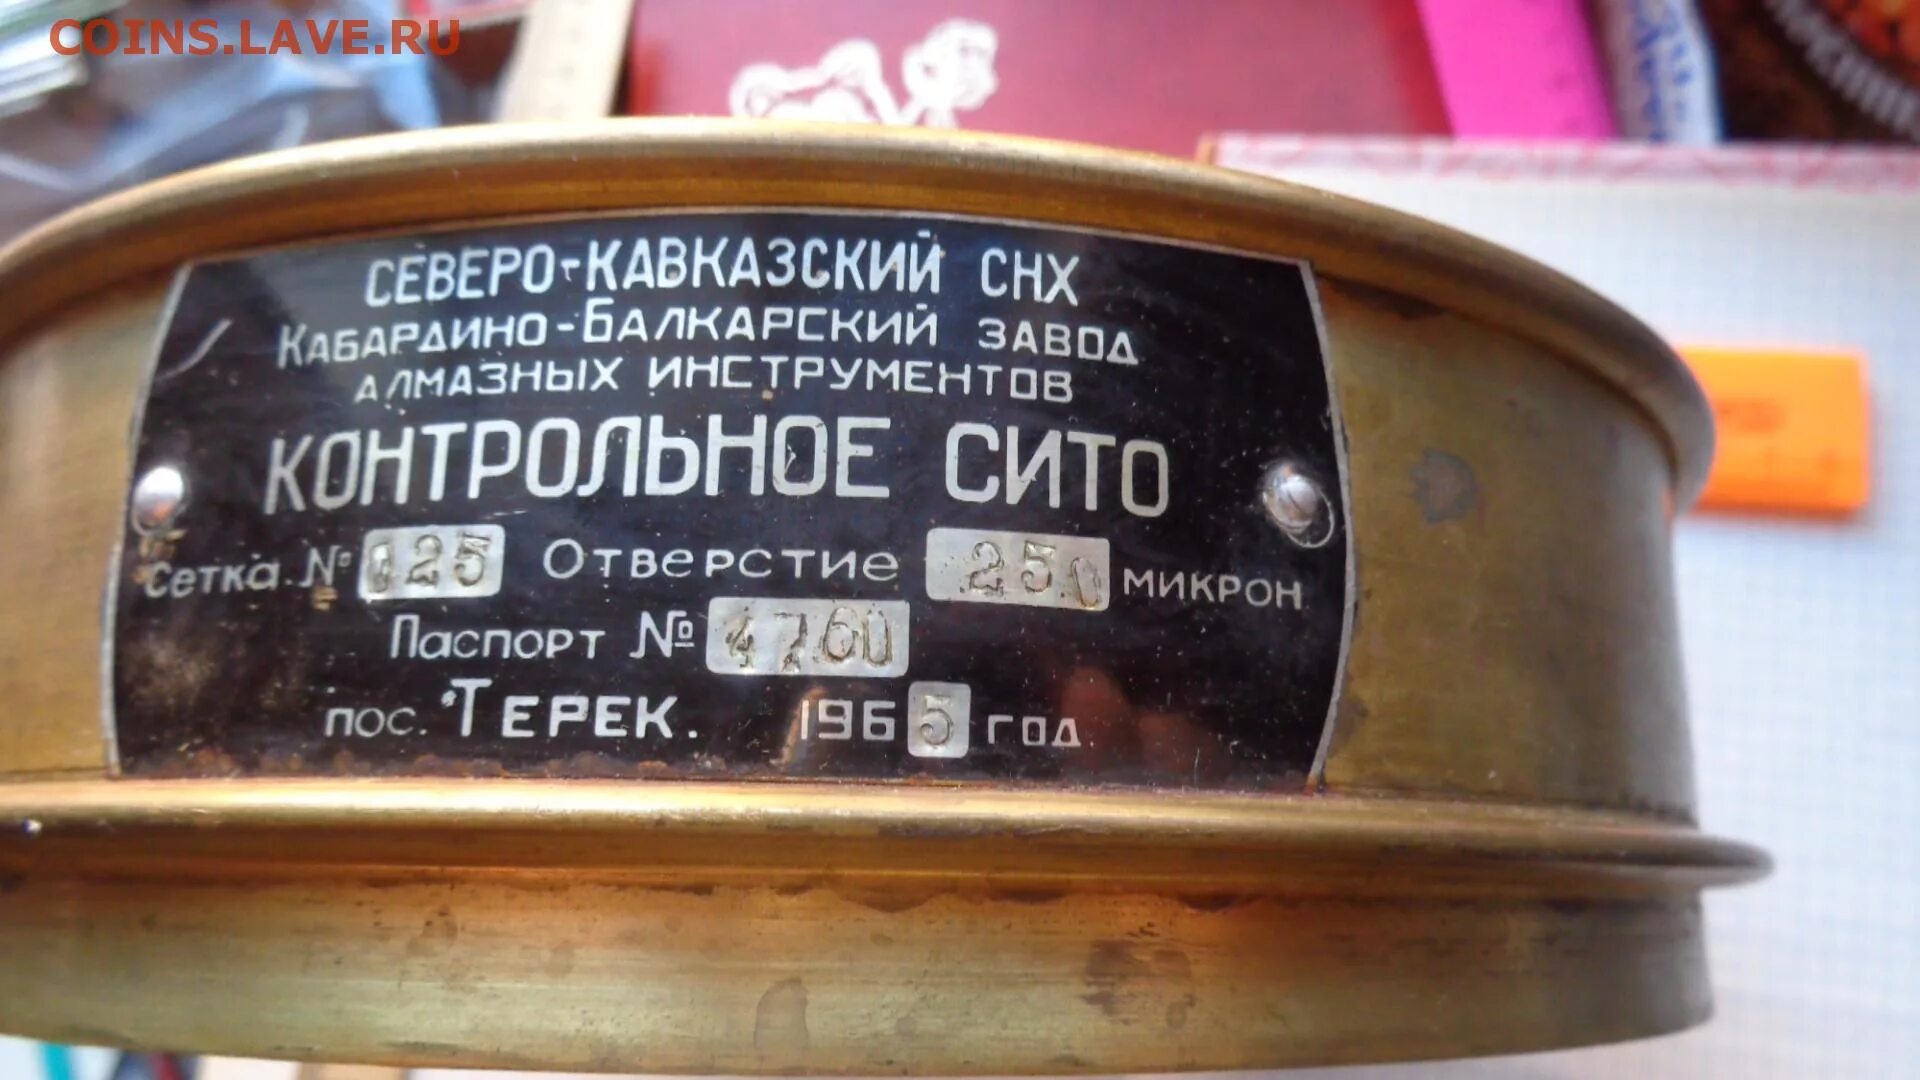 COINS.LAVE.RU
СЕВЕРО-КАВКАЗСКИЙ СНХ
КАБАРДИНО-БАЛКАРСКИЙ ЗАВОД
АЛМАЗНЫХ ИНСТРУМЕНТОВ
КОНТРОЛЬНОЕ СИТО
Сетка № 025 Отверстие 250 микрон
Паспорт № 4760
пос. ТЕРЕК. 1965 год.